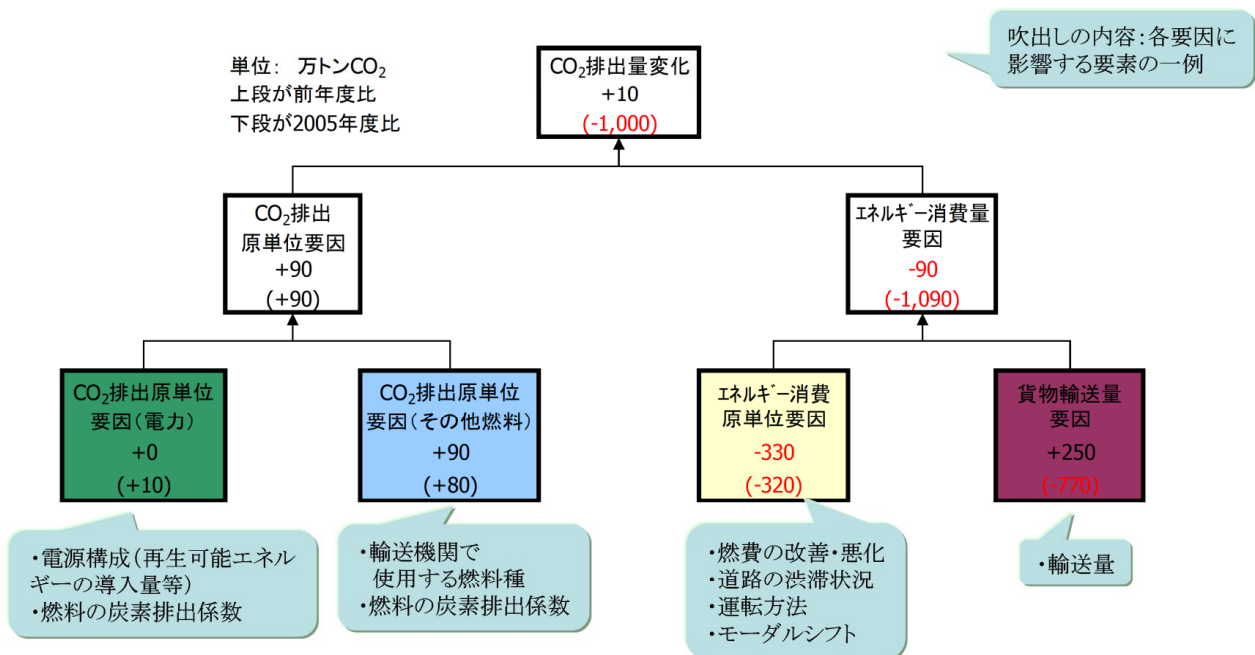 単位： 万トンCO₂
上段が前年度比
下段が2005年度比
CO₂排出量変化
+10
(-1,000)
吹出しの内容：各要因に
影響する要素の一例
CO₂排出
原単位要因
+90
(+90)
ｴﾈﾙｷﾞｰ消費量
要因
-90
(-1,090)
CO₂排出原単位
要因（電力）
+0
(+10)
CO₂排出原単位
要因（その他燃料）
+90
(+80)
ｴﾈﾙｷﾞｰ消費
原単位要因
-330
(-320)
貨物輸送量
要因
+250
(-770)
・電源構成（再生可能エネル
ギーの導入量等）
・燃料の炭素排出係数
・輸送機関で
使用する燃料種
・燃料の炭素排出係数
・燃費の改善・悪化
・道路の渋滞状況
・運転方法
・モーダルシフト
・輸送量